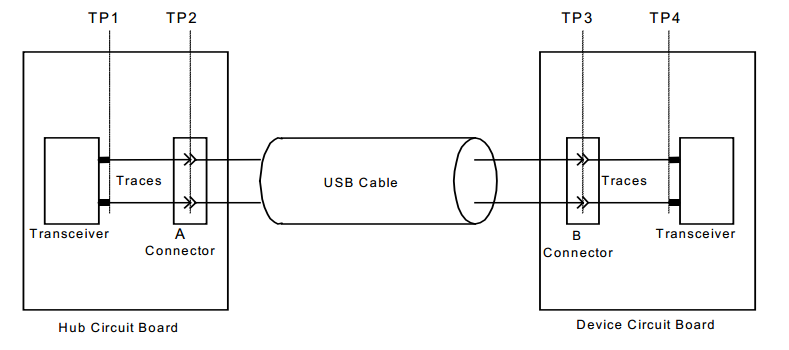 TP1
TP2
TP3
TP4
Traces
USB Cable
Traces
Transceiver
A
Connector
B
Connector
Transceiver
Hub Circuit Board
Device Circuit Board